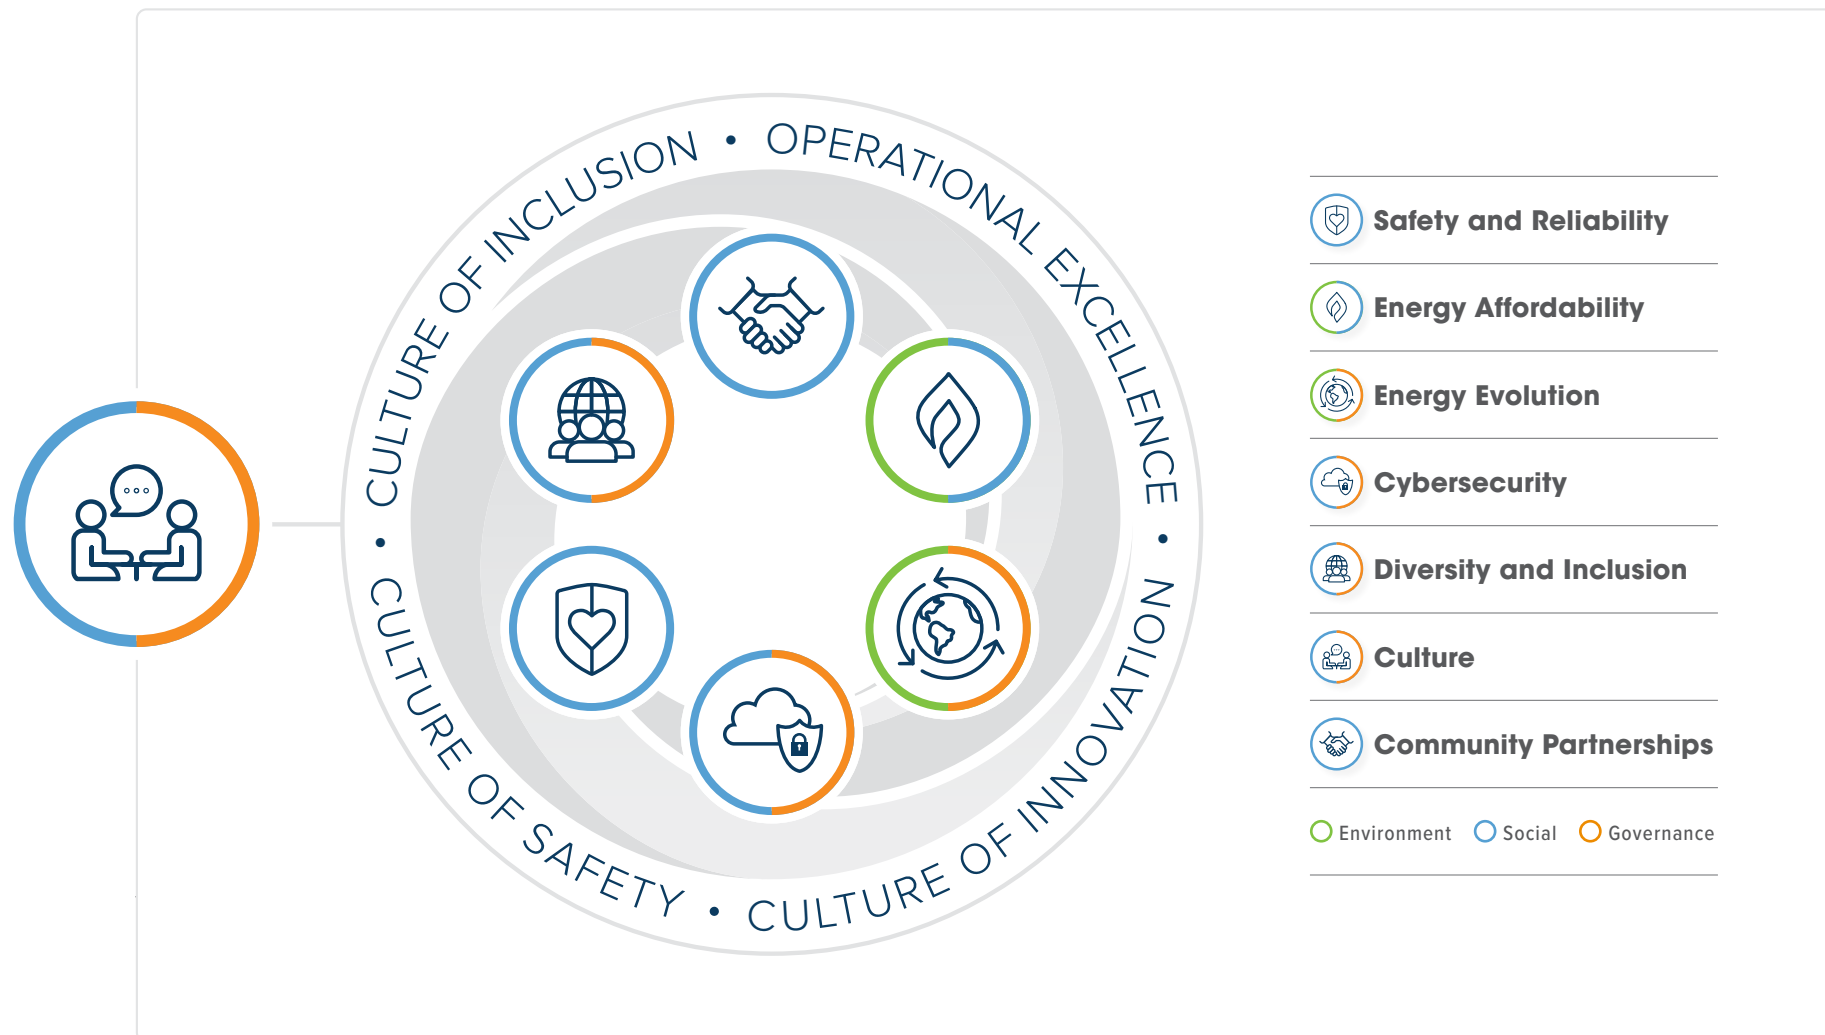 CULTURE OF INCLUSION • OPERATIONAL EXCELLENCE •
CULTURE OF SAFETY • CULTURE OF INNOVATION
Safety and Reliability
Energy Affordability
Energy Evolution
Cybersecurity
Diversity and Inclusion
Culture
Community Partnerships
Environment Social Governance